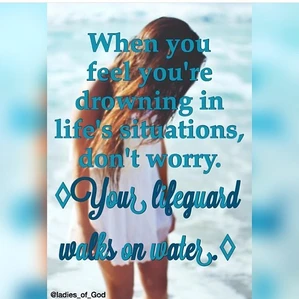 When you
feel you're
drowning in
life's situations,
don't worry.
◊Your lifeguard
walks on water.◊
@ladies_of_God